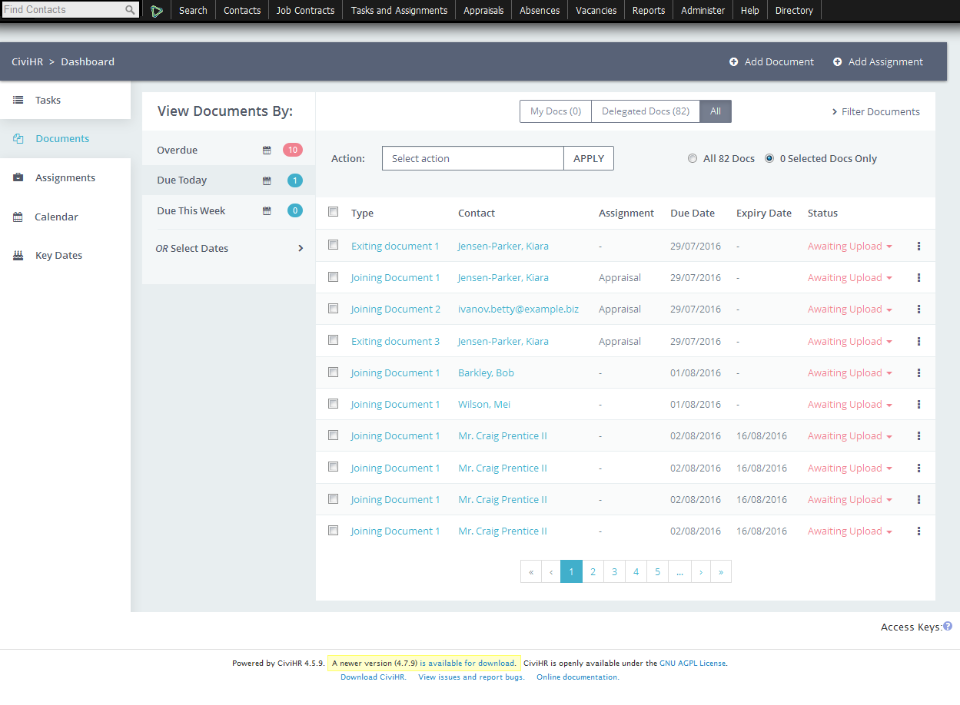 Find Contacts Search Contacts Job Contracts Tasks and Assignments Appraisals Absences Vacancies Reports Administer Help Directory
CiviHR > Dashboard Add Document Add Assignment
Tasks
Documents
Assignments
Calendar
Key Dates
View Documents By:
Overdue 10
Due Today 1
Due This Week 0
OR Select Dates
My Docs (0) Delegated Docs (82) All Filter Documents
Action: Select action APPLY All 82 Docs 0 Selected Docs Only
Type Contact Assignment Due Date Expiry Date Status
Exiting document 1 Jensen-Parker, Kiara - 29/07/2016 - Awaiting Upload
Joining Document 1 Jensen-Parker, Kiara Appraisal 29/07/2016 - Awaiting Upload
Joining Document 2 ivanov.betty@example.biz Appraisal 29/07/2016 - Awaiting Upload
Exiting document 3 Jensen-Parker, Kiara Appraisal 29/07/2016 - Awaiting Upload
Joining Document 1 Barkley, Bob - 01/08/2016 - Awaiting Upload
Joining Document 1 Wilson, Mei - 01/08/2016 - Awaiting Upload
Joining Document 1 Mr. Craig Prentice II - 02/08/2016 16/08/2016 Awaiting Upload
Joining Document 1 Mr. Craig Prentice II - 02/08/2016 16/08/2016 Awaiting Upload
Joining Document 1 Mr. Craig Prentice II - 02/08/2016 16/08/2016 Awaiting Upload
Joining Document 1 Mr. Craig Prentice II - 02/08/2016 16/08/2016 Awaiting Upload
« ‹ 1 2 3 4 5 ... › »
Access Keys:?
Powered by CiviHR 4.5.9. A newer version (4.7.9) is available for download. CiviHR is openly available under the GNU AGPL License.
Download CiviHR. View issues and report bugs. Online documentation.